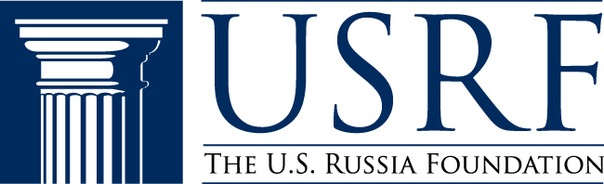 USRF
THE U.S. RUSSIA FOUNDATION